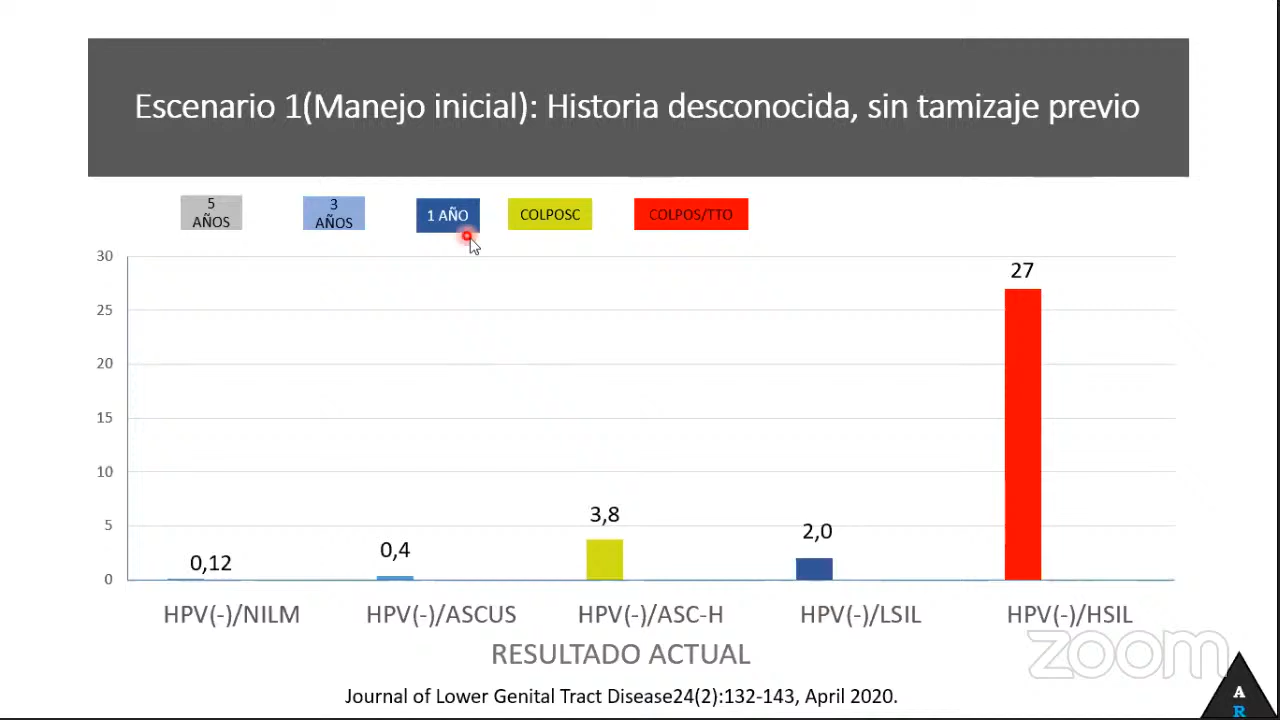 Escenario 1(Manejo inicial): Historia desconocida, sin tamizaje previo
5
AÑOS
3
AÑOS
1 AÑO
COLPOSC
COLPOS/TTO
30
25
20
15
10
5
0
0,12
0,4
3,8
2,0
27
HPV(-)/NILM
HPV(-)/ASCUS
HPV(-)/ASC-H
HPV(-)/LSIL
HPV(-)/HSIL
RESULTADO ACTUAL
zoom
Journal of Lower Genital Tract Disease24(2):132-143, April 2020.
A
R